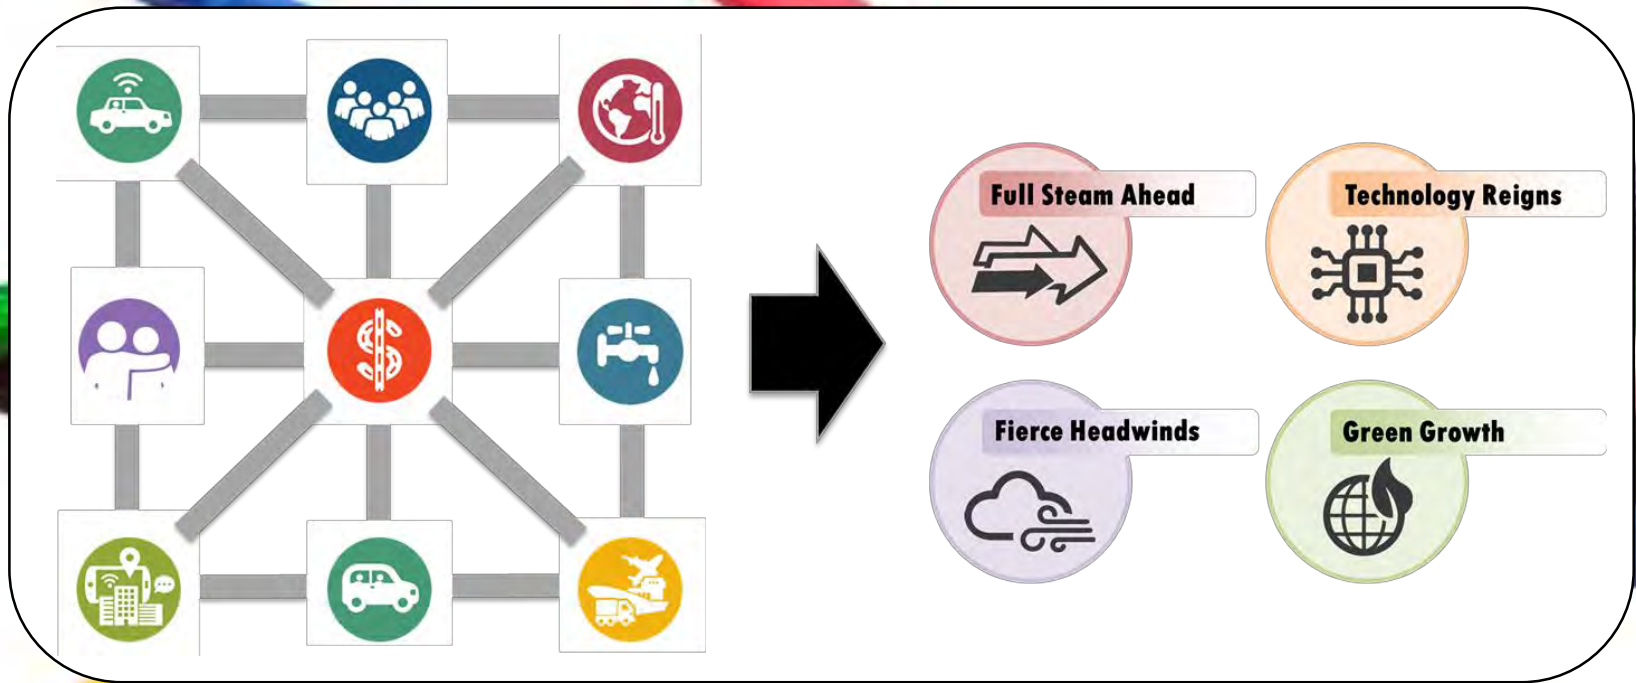 Full Steam Ahead
Technology Reigns
Fierce Headwinds
Green Growth